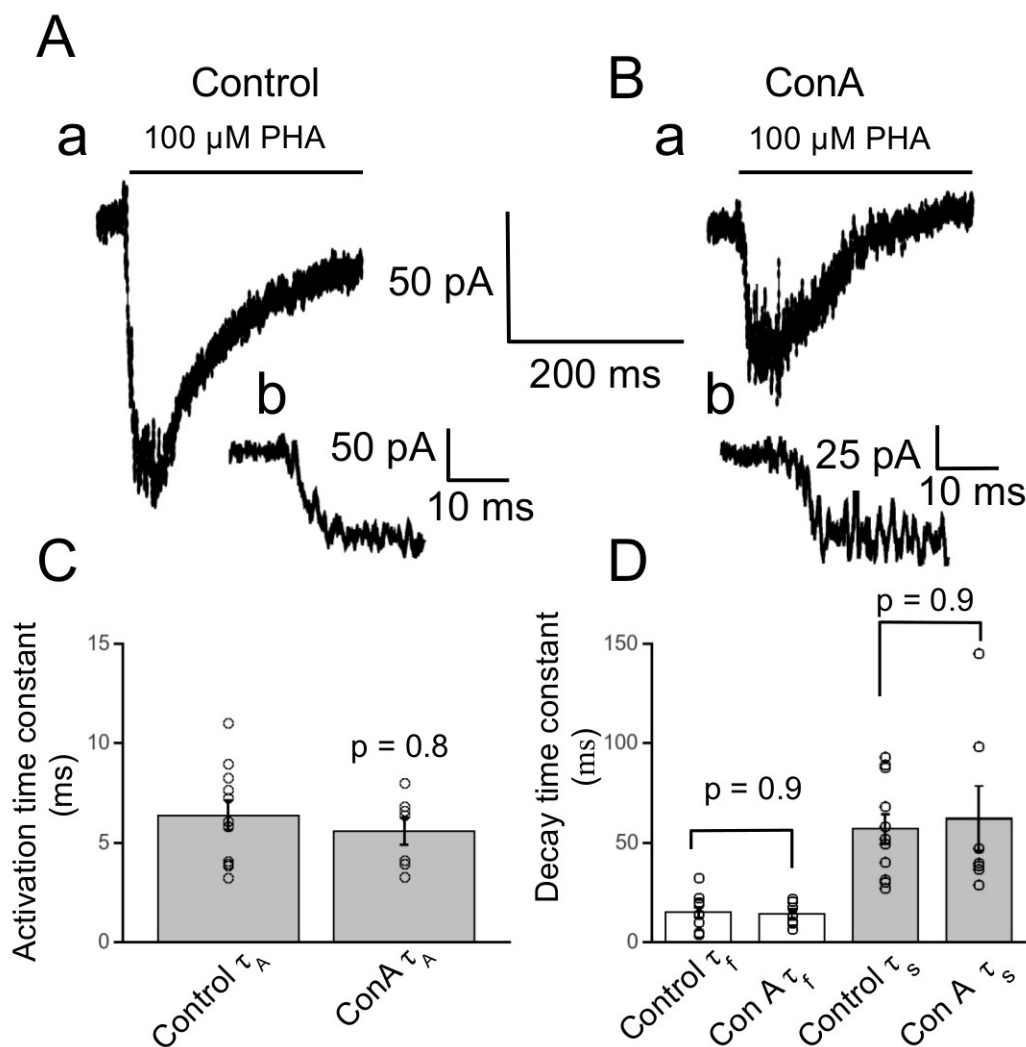 A
Control
a
100 µM PHA
B
ConA
a
100 µM PHA
50 pA
200 ms
b
50 pA
10 ms
b
25 pA
10 ms
C
Activation time constant
(ms)
15
10
5
0
p = 0.8
Control τA
ConA τA
D
Decay time constant
(ms)
150
100
50
0
p = 0.9
p = 0.9
Control τf
Con A τf
Control τs
Con A τs